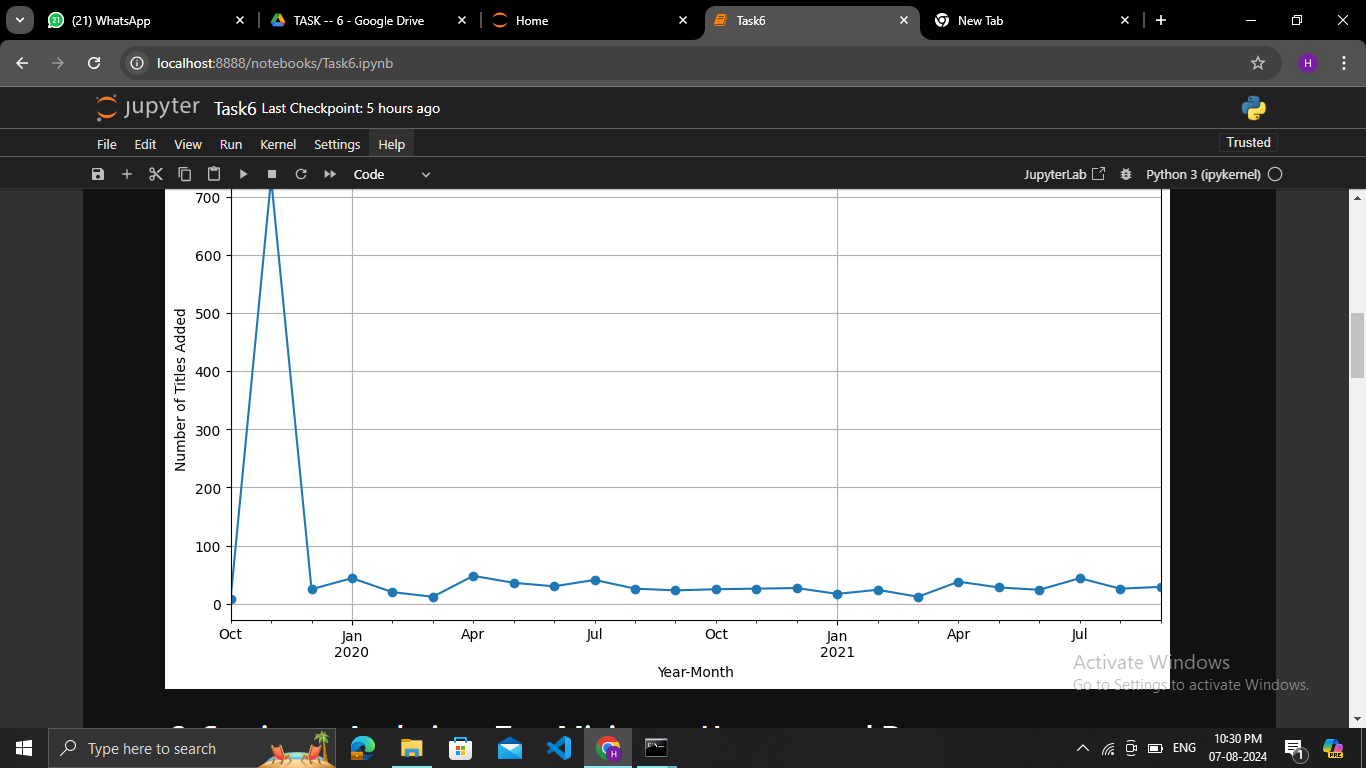 (21) WhatsApp
TASK -- 6 - Google Drive
Home
Task6
New Tab
localhost:8888/notebooks/Task6.ipynb
H
jupyter Task6 Last Checkpoint: 5 hours ago
File Edit View Run Kernel Settings Help
Trusted
Code
JupyterLab
Python 3 (ipykernel)
700
600
500
400
300
200
100
0
Number of Titles Added
Oct Jan Apr Jul Oct Jan Apr Jul
2020 2021
Year-Month
Activate Windows
Go to Settings to activate Windows.
Type here to search
ENG
10:30 PM
07-08-2024
1
PRE